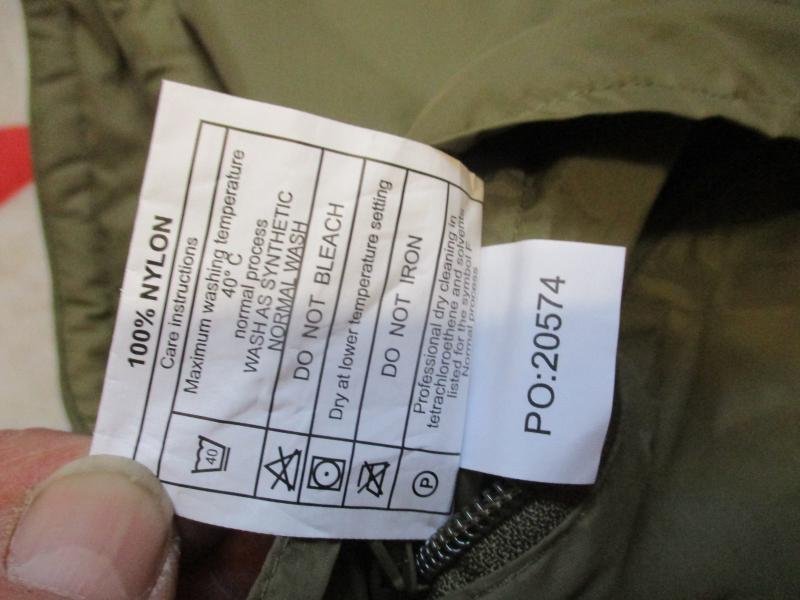 100% NYLON
Care instructions
Maximum washing temperature
40° C
normal process
WASH AS SYNTHETIC
NORMAL WASH
DO NOT BLEACH
Dry at lower temperature setting
DO NOT IRON
Professional dry cleaning in
tetrachloroethene and solvents
listed for the symbol F
Normal process
40
P
PO:20574